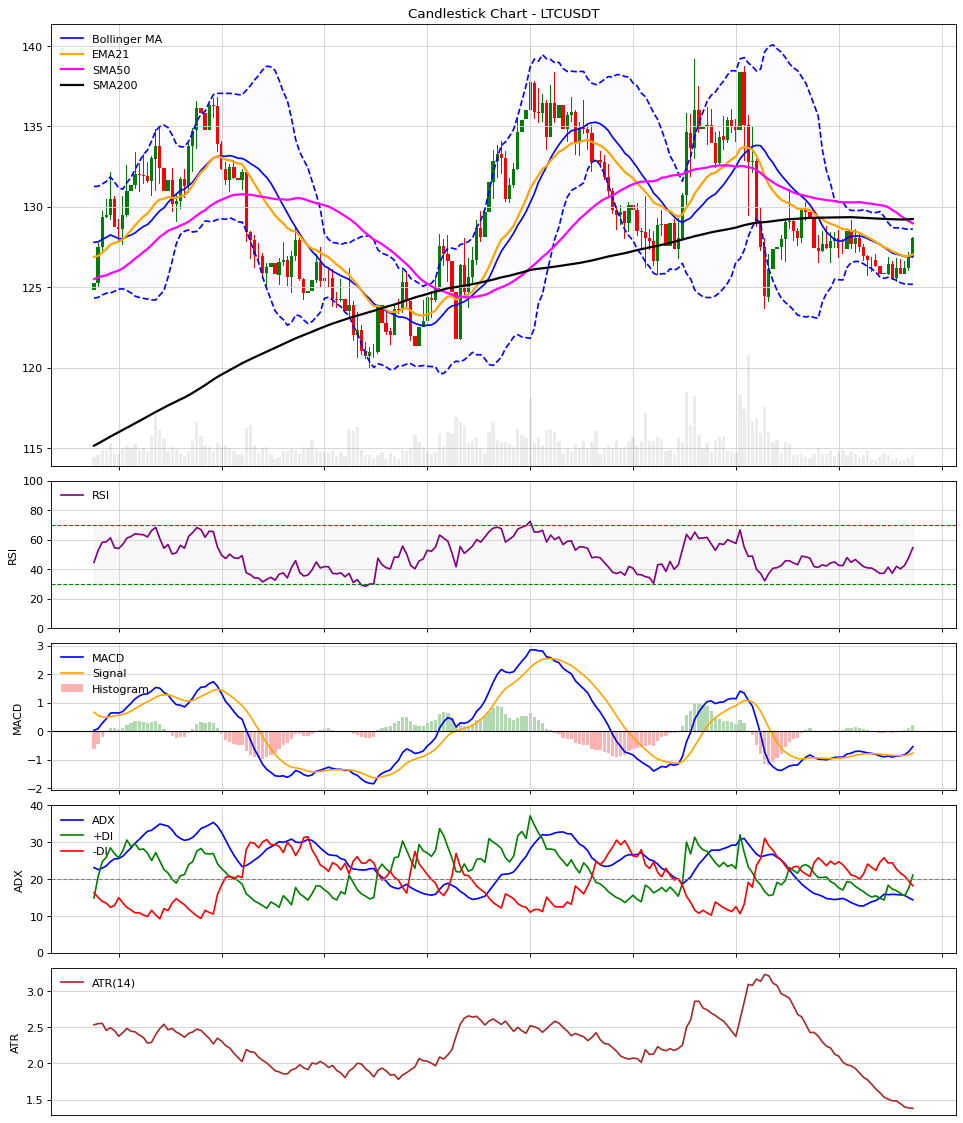 Candlestick Chart - LTCUSDT
Bollinger MA
EMA21
SMA50
SMA200
140
135
130
125
120
115
RSI
RSI
100
80
60
40
20
0
MACD
Signal
Histogram
MACD
3
2
1
0
−1
−2
ADX
+DI
-DI
ADX
40
30
20
10
0
ATR(14)
ATR
3.0
2.5
2.0
1.5